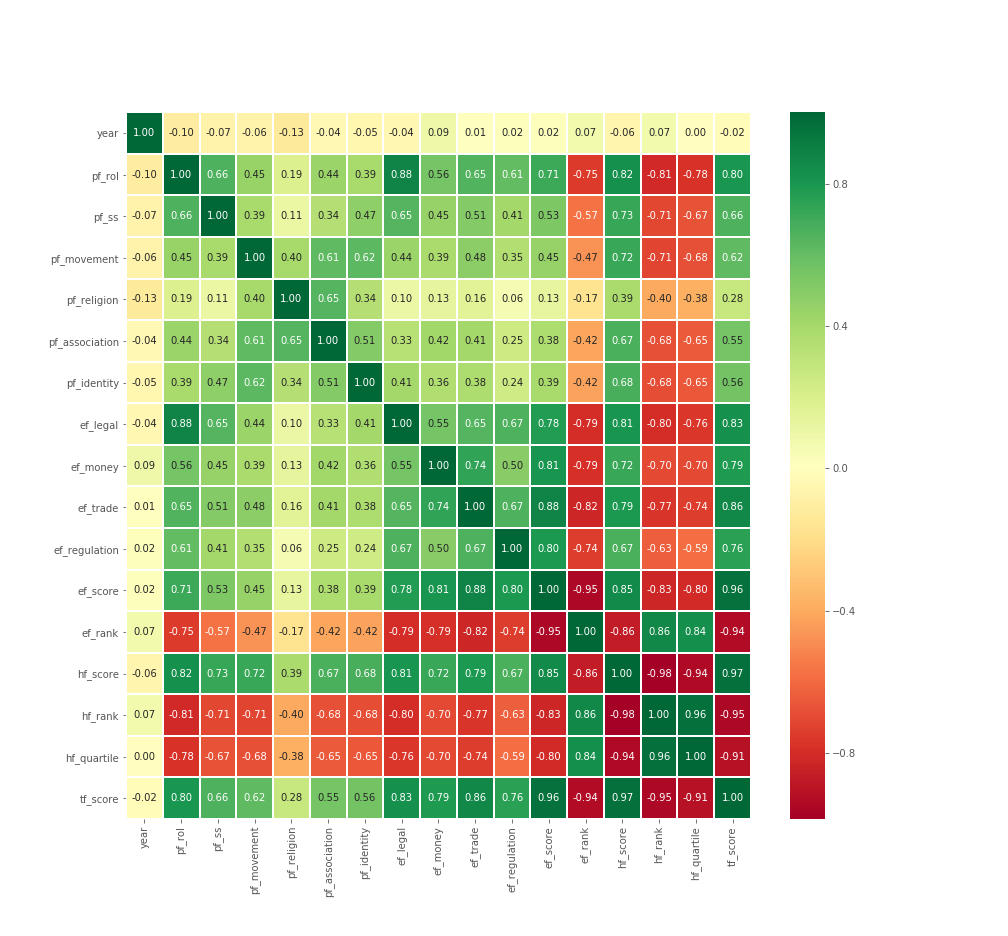 year 1.00 -0.10 -0.07 -0.06 -0.13 -0.04 -0.05 -0.04 0.09 0.01 0.02 0.02 0.07 -0.06 0.07 0.00 -0.02
pf_rol -0.10 1.00 0.66 0.45 0.19 0.44 0.39 0.88 0.56 0.65 0.61 0.71 -0.75 0.82 -0.81 -0.78 0.80
0.8
pf_ss -0.07 0.66 1.00 0.39 0.11 0.34 0.47 0.65 0.45 0.51 0.41 0.53 -0.57 0.73 -0.71 -0.67 0.66
pf_movement -0.06 0.45 0.39 1.00 0.40 0.61 0.62 0.44 0.39 0.48 0.35 0.45 -0.47 0.72 -0.71 -0.68 0.62
pf_religion -0.13 0.19 0.11 0.40 1.00 0.65 0.34 0.10 0.13 0.16 0.06 0.13 -0.17 0.39 -0.40 -0.38 0.28
0.4
pf_association -0.04 0.44 0.34 0.61 0.65 1.00 0.51 0.33 0.42 0.41 0.25 0.38 -0.42 0.67 -0.68 -0.65 0.55
pf_identity -0.05 0.39 0.47 0.62 0.34 0.51 1.00 0.41 0.36 0.38 0.24 0.39 -0.42 0.68 -0.68 -0.65 0.56
ef_legal -0.04 0.88 0.65 0.44 0.10 0.33 0.41 1.00 0.55 0.65 0.67 0.78 -0.79 0.81 -0.80 -0.76 0.83
ef_money 0.09 0.56 0.45 0.39 0.13 0.42 0.36 0.55 1.00 0.74 0.50 0.81 -0.79 0.72 -0.70 -0.70 0.79
0.0
ef_trade 0.01 0.65 0.51 0.48 0.16 0.41 0.38 0.65 0.74 1.00 0.67 0.88 -0.82 0.79 -0.77 -0.74 0.86
ef_regulation 0.02 0.61 0.41 0.35 0.06 0.25 0.24 0.67 0.50 0.67 1.00 0.80 -0.74 0.67 -0.63 -0.59 0.76
ef_score 0.02 0.71 0.53 0.45 0.13 0.38 0.39 0.78 0.81 0.88 0.80 1.00 -0.95 0.85 -0.83 -0.80 0.96
−0.4
ef_rank 0.07 -0.75 -0.57 -0.47 -0.17 -0.42 -0.42 -0.79 -0.79 -0.82 -0.74 -0.95 1.00 -0.86 0.86 0.84 -0.94
hf_score -0.06 0.82 0.73 0.72 0.39 0.67 0.68 0.81 0.72 0.79 0.67 0.85 -0.86 1.00 -0.98 -0.94 0.97
hf_rank 0.07 -0.81 -0.71 -0.71 -0.40 -0.68 -0.68 -0.80 -0.70 -0.77 -0.63 -0.83 0.86 -0.98 1.00 0.96 -0.95
hf_quartile 0.00 -0.78 -0.67 -0.68 -0.38 -0.65 -0.65 -0.76 -0.70 -0.74 -0.59 -0.80 0.84 -0.94 0.96 1.00 -0.91
−0.8
tf_score -0.02 0.80 0.66 0.62 0.28 0.55 0.56 0.83 0.79 0.86 0.76 0.96 -0.94 0.97 -0.95 -0.91 1.00
year pf_rol pf_ss pf_movement pf_religion pf_association pf_identity ef_legal ef_money ef_trade ef_regulation ef_score ef_rank hf_score hf_rank hf_quartile tf_score